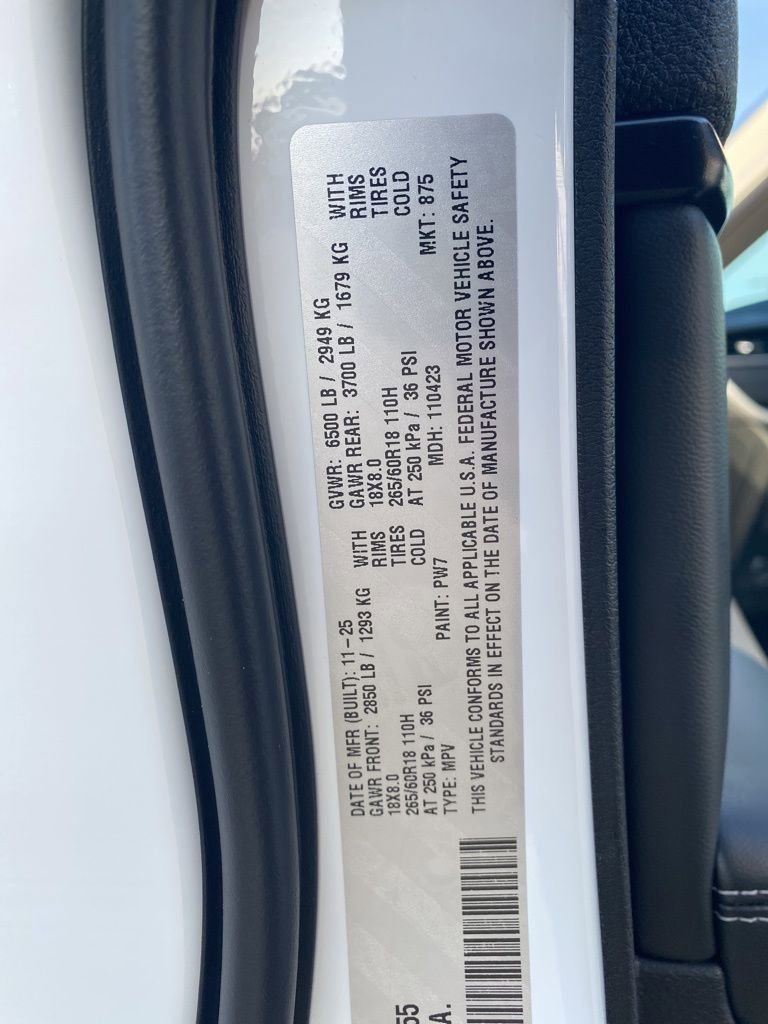 DATE OF MFR (BUILT): 11-25
GVWR: 6500 LB / 2949 KG
GAWR FRONT: 2850 LB / 1293 KG WITH
GAWR REAR: 3700 LB / 1679 KG WITH
18X8.0 RIMS
18X8.0 RIMS
265/60R18 110H TIRES
265/60R18 110H TIRES
AT 250 kPa / 36 PSI COLD
AT 250 kPa / 36 PSI COLD
TYPE: MPV PAINT: PW7 MDH: 110423 MKT: 875
THIS VEHICLE CONFORMS TO ALL APPLICABLE U.S.A. FEDERAL MOTOR VEHICLE SAFETY
STANDARDS IN EFFECT ON THE DATE OF MANUFACTURE SHOWN ABOVE.
55
A.